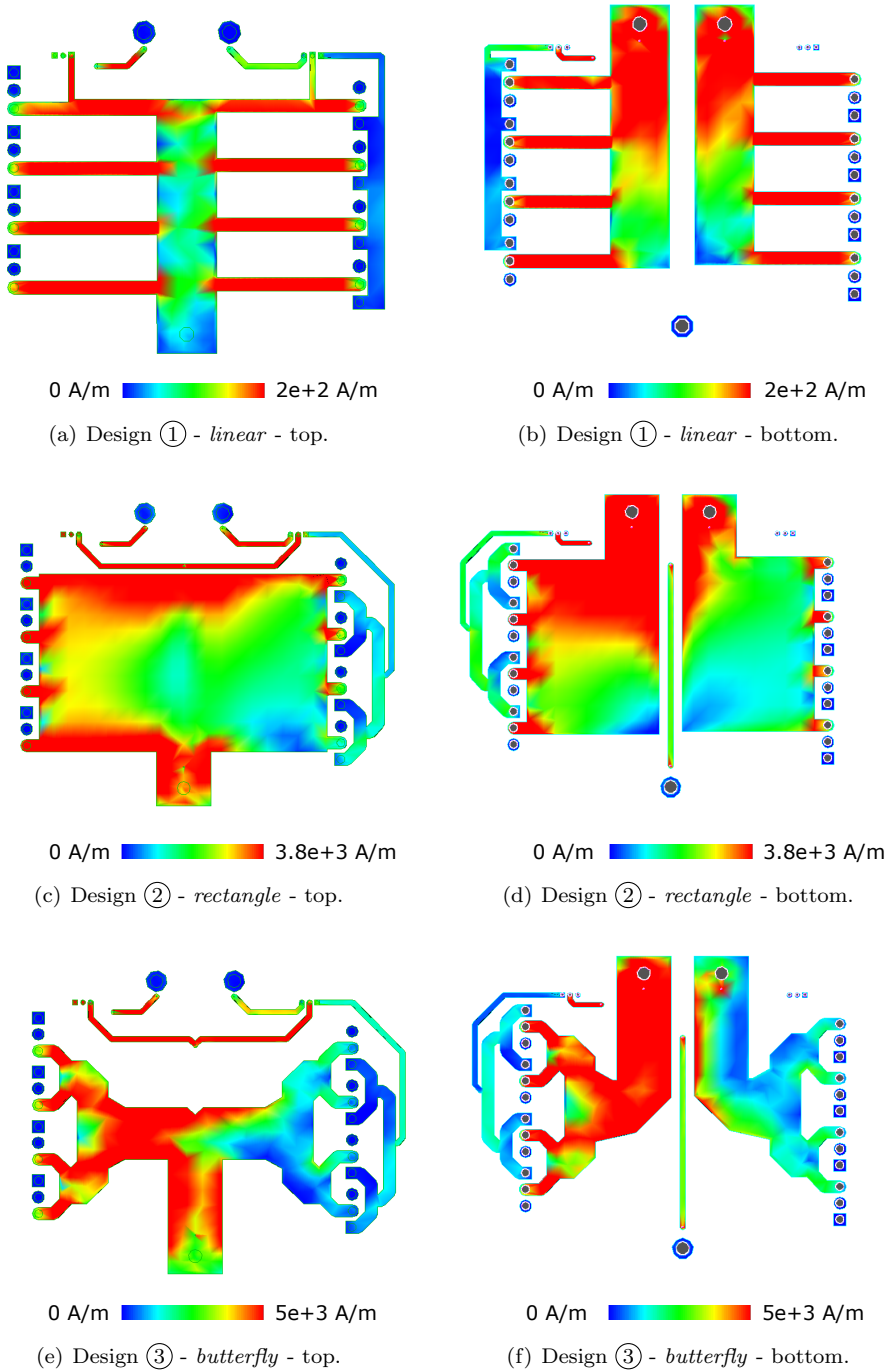 0 A/m 2e+2 A/m
0 A/m 2e+2 A/m
(a) Design ① - linear - top.
(b) Design ① - linear - bottom.
0 A/m 3.8e+3 A/m
0 A/m 3.8e+3 A/m
(c) Design ② - rectangle - top.
(d) Design ② - rectangle - bottom.
0 A/m 5e+3 A/m
0 A/m 5e+3 A/m
(e) Design ③ - butterfly - top.
(f) Design ③ - butterfly - bottom.